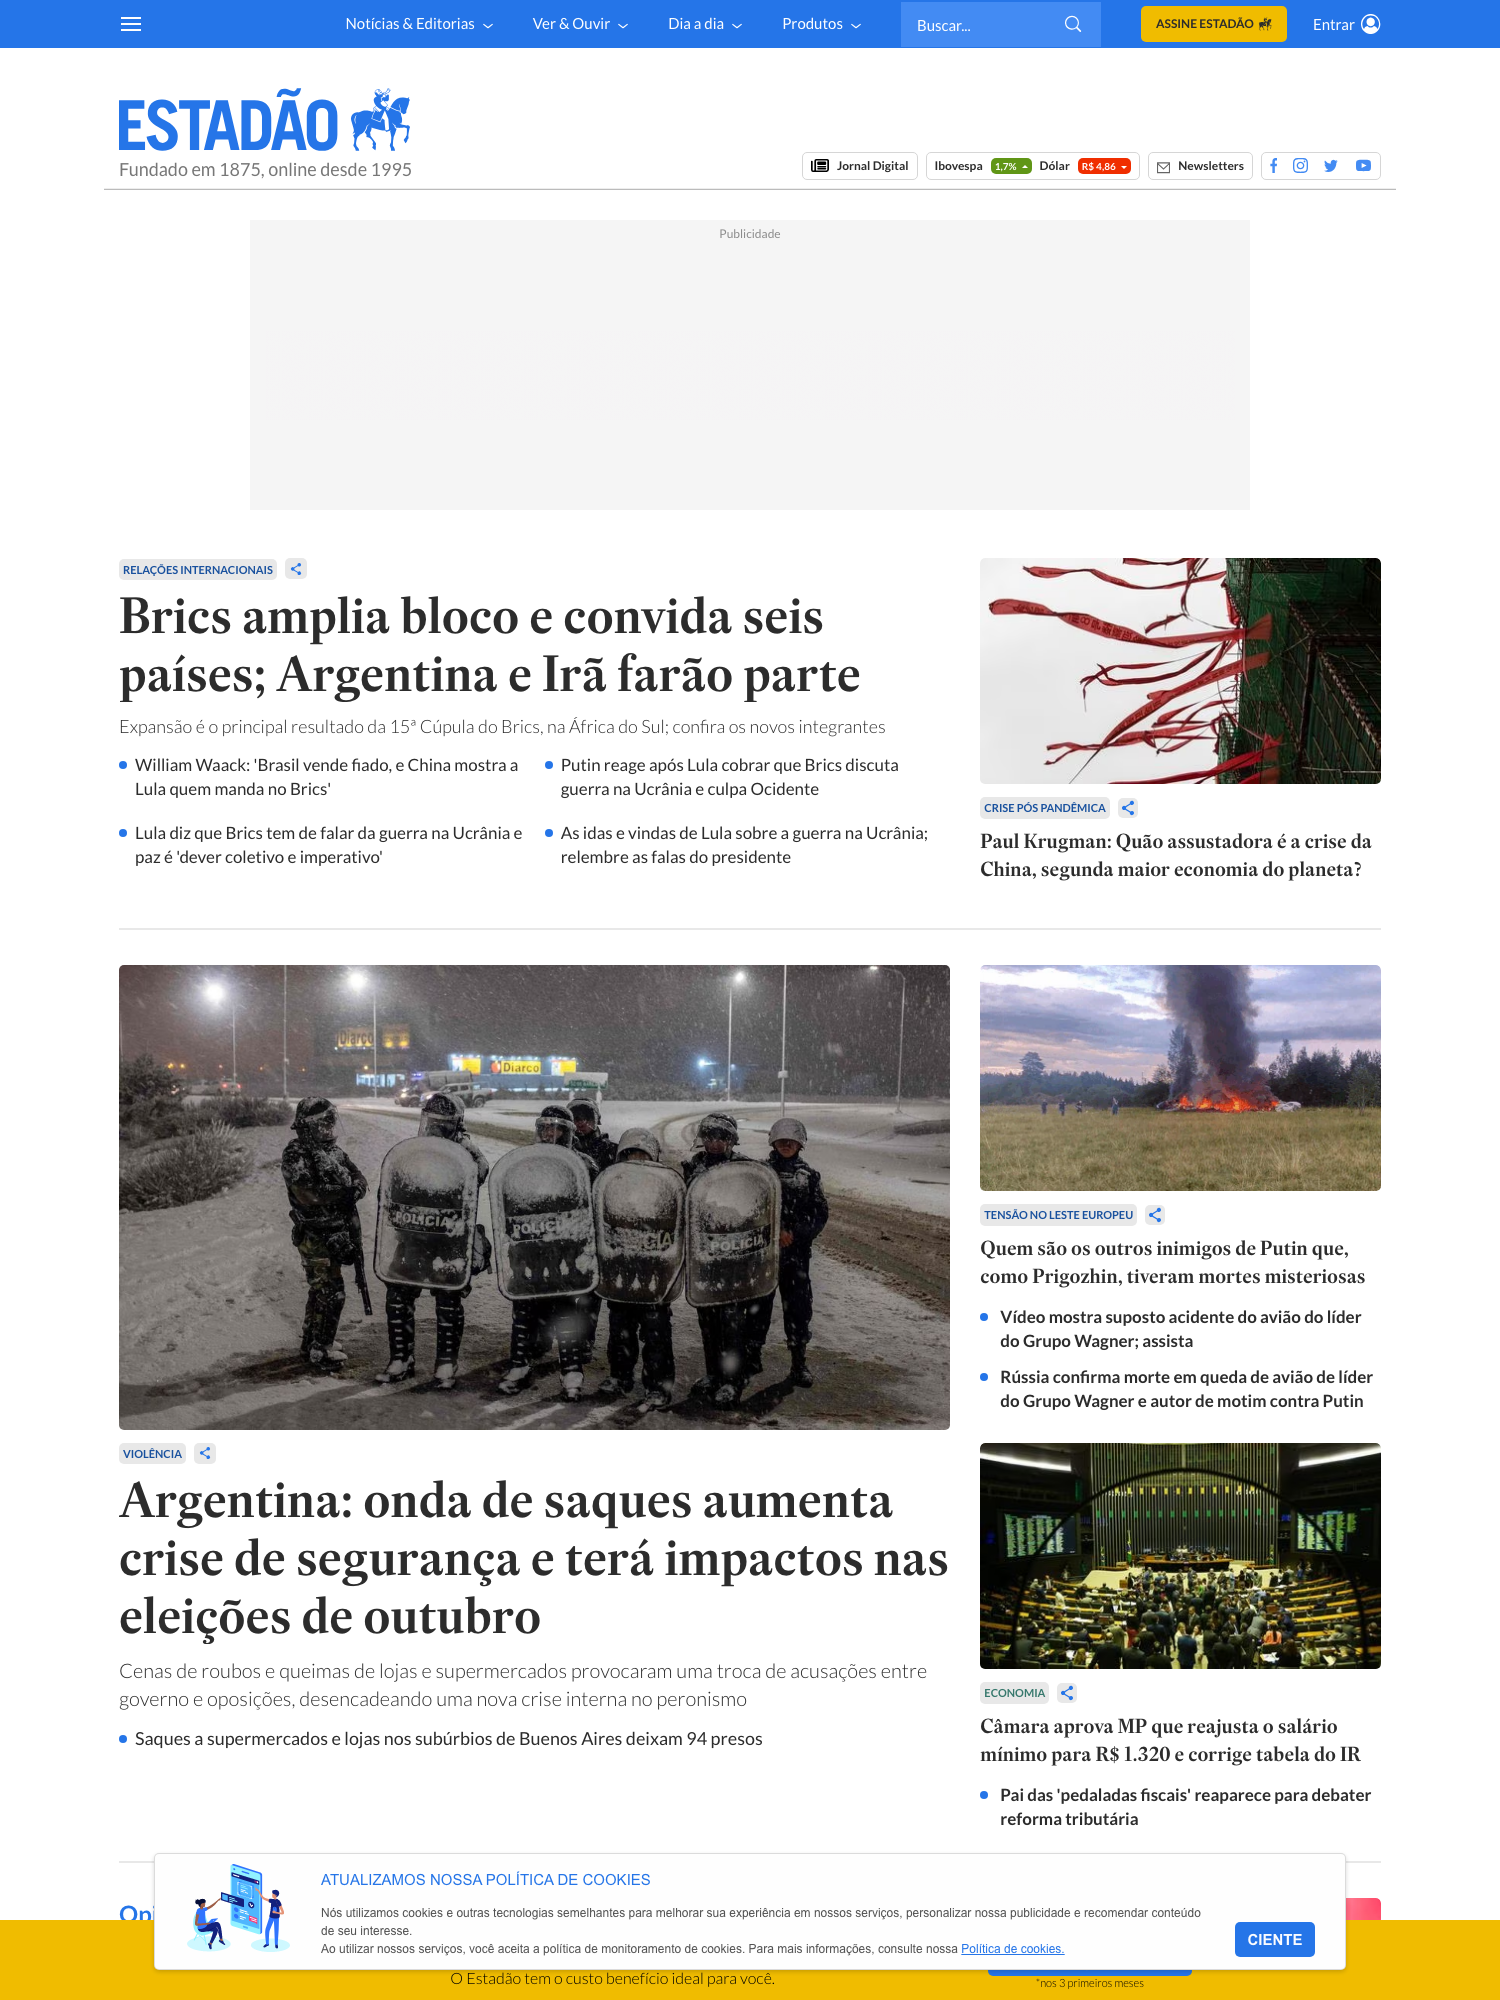 Notícias & Editorias
Ver & Ouvir
Dia a dia
Produtos
Buscar...
ASSINE ESTADÃO
Entrar
ESTADÃO
Fundado em 1875, online desde 1995
Jornal Digital
Ibovespa 1,7% Dólar R$ 4,86
Newsletters
Publicidade
RELAÇÕES INTERNACIONAIS
Brics amplia bloco e convida seis
países; Argentina e Irã farão parte
Expansão é o principal resultado da 15ª Cúpula do Brics, na África do Sul; confira os novos integrantes
William Waack: 'Brasil vende fiado, e China mostra a
Lula quem manda no Brics'
Putin reage após Lula cobrar que Brics discuta
guerra na Ucrânia e culpa Ocidente
Lula diz que Brics tem de falar da guerra na Ucrânia e
paz é 'dever coletivo e imperativo'
As idas e vindas de Lula sobre a guerra na Ucrânia;
relembre as falas do presidente
CRISE PÓS PANDÊMICA
Paul Krugman: Quão assustadora é a crise da
China, segunda maior economia do planeta?
Diarco
Diarco
POLICIA
POLICIA
POLICIA
VIOLÊNCIA
Argentina: onda de saques aumenta
crise de segurança e terá impactos nas
eleições de outubro
Cenas de roubos e queimas de lojas e supermercados provocaram uma troca de acusações entre
governo e oposições, desencadeando uma nova crise interna no peronismo
Saques a supermercados e lojas nos subúrbios de Buenos Aires deixam 94 presos
TENSÃO NO LESTE EUROPEU
Quem são os outros inimigos de Putin que,
como Prigozhin, tiveram mortes misteriosas
Vídeo mostra suposto acidente do avião do líder
do Grupo Wagner; assista
Rússia confirma morte em queda de avião de líder
do Grupo Wagner e autor de motim contra Putin
ECONOMIA
Câmara aprova MP que reajusta o salário
mínimo para R$ 1.320 e corrige tabela do IR
Pai das 'pedaladas fiscais' reaparece para debater
reforma tributária
ATUALIZAMOS NOSSA POLÍTICA DE COOKIES
Nós utilizamos cookies e outras tecnologias semelhantes para melhorar sua experiência em nossos serviços, personalizar nossa publicidade e recomendar conteúdo
de seu interesse.
Ao utilizar nossos serviços, você aceita a política de monitoramento de cookies. Para mais informações, consulte nossa Política de cookies.
CIENTE
O Estadão tem o custo benefício ideal para você.
*nos 3 primeiros meses